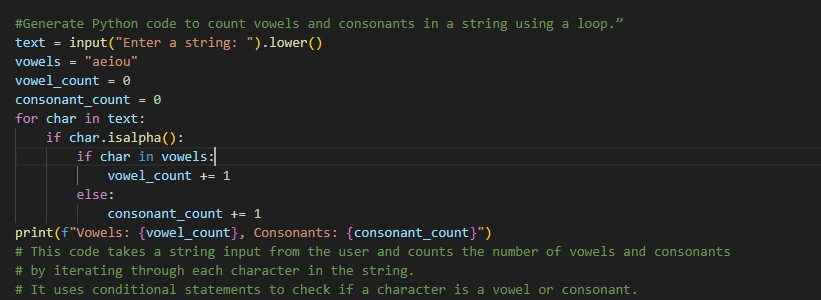 #Generate Python code to count vowels and consonants in a string using a loop.”
text = input("Enter a string: ").lower()
vowels = "aeiou"
vowel_count = 0
consonant_count = 0
for char in text:
    if char.isalpha():
        if char in vowels:
            vowel_count += 1
        else:
            consonant_count += 1
print(f"Vowels: {vowel_count}, Consonants: {consonant_count}")
# This code takes a string input from the user and counts the number of vowels and consonants
# by iterating through each character in the string.
# It uses conditional statements to check if a character is a vowel or consonant.